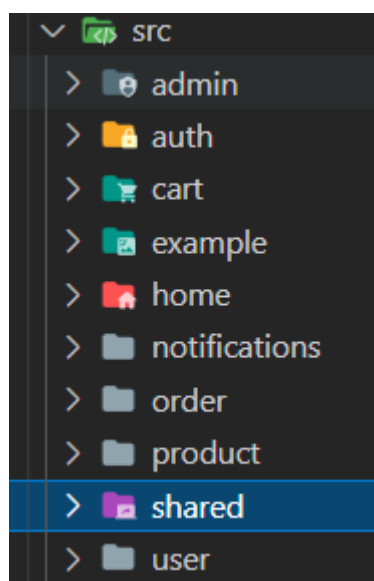 src
admin
auth
cart
example
home
notifications
order
product
shared
user